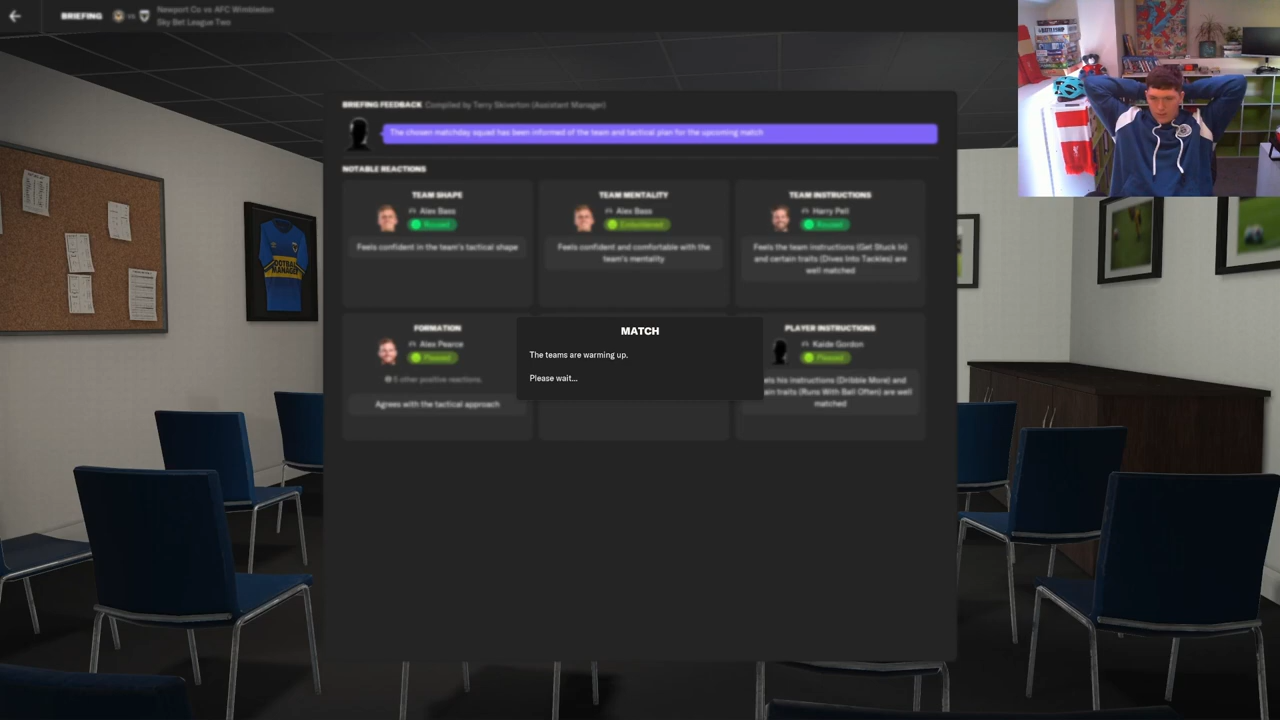 BRIEFING
vs
Newport Co vs AFC Wimbledon
Sky Bet League Two
BRIEFING FEEDBACK Compiled by Terry Skiverton (Assistant Manager)
The chosen matchday squad has been informed of the team and tactical plan for the upcoming match
NOTABLE REACTIONS
TEAM SHAPE
Alex Bass
Feels confident in the team's tactical shape
TEAM MENTALITY
Alex Bass
Emboldened
Feels confident and comfortable with the
team's mentality
TEAM INSTRUCTIONS
Harry Pell
Feels the team instructions (Get Stuck In)
and certain traits (Dives Into Tackles) are
well matched
FORMATION
Alex Pearce
Pleased
5 other positive reactions.
Agrees with the tactical approach
MATCH
The teams are warming up.
Please wait...
PLAYER INSTRUCTIONS
Kaide Gordon
Pleased
his instructions (Dribble More) and
traits (Runs With Ball Often) are well
matched
FOOTBALL
MANAGER